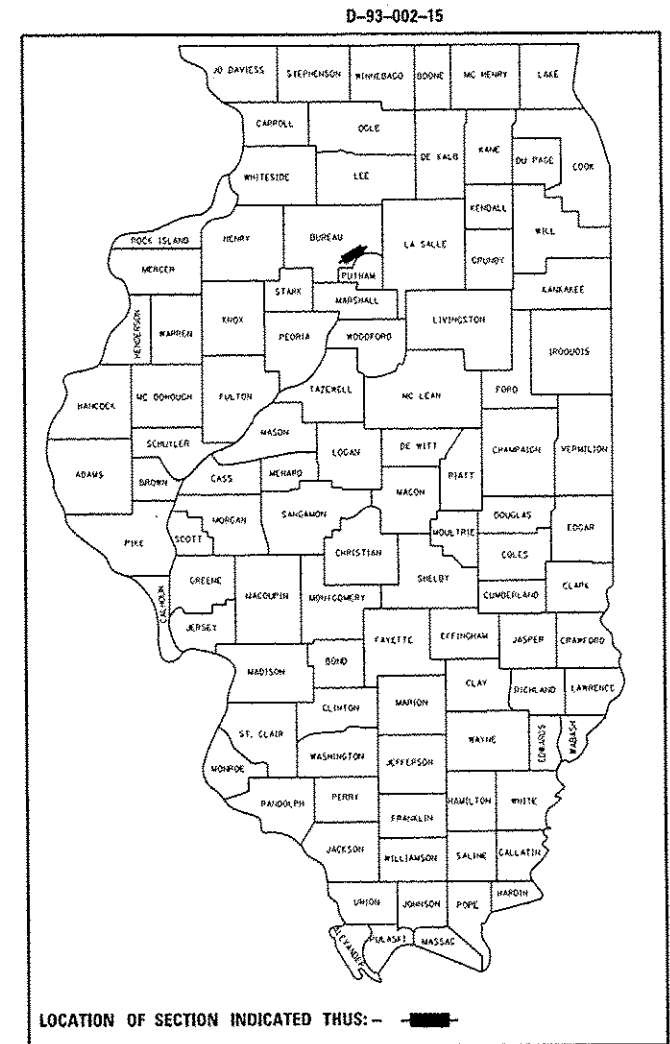 D-93-002-15
JO DAVIESS STEPHENSON WINNEBAGO BOONE MC HENRY LAKE
CARROLL OGLE
DE KALB KANE DU PAGE COOK
WHITESIDE LEE
KENDALL WILL
ROCK ISLAND HENRY BUREAU LA SALLE
PUTNAM GRUNDY
MERCER STARK KANKAKEE
MARSHALL
HENDERSON WARREN KNOX PEORIA WOODFORD LIVINGSTON IROQUOIS
HANCOCK MC DONOUGH FULTON TAZEWELL MC LEAN FORD
MASON
SCHUYLER LOGAN DE WITT CHAMPAIGN VERMILION
ADAMS BROWN CASS MENARD PIATT
MACON
MORGAN SANGAMON DOUGLAS EDGAR
PIKE SCOTT CHRISTIAN MOULTRIE COLES
GREENE MACOUPIN MONTGOMERY SHELBY CLARK
CALHOUN CUMBERLAND
JERSEY FAYETTE EFFINGHAM JASPER CRAWFORD
MADISON BOND
CLAY RICHLAND LAWRENCE
CLINTON MARION
ST. CLAIR WAYNE EDWARDS WABASH
WASHINGTON JEFFERSON
MONROE
RANDOLPH PERRY HAMILTON WHITE
FRANKLIN
JACKSON WILLIAMSON SALINE GALLATIN
UNION JOHNSON POPE HARDIN
ALEXANDER PULASKI MASSAC
LOCATION OF SECTION INDICATED THUS: -